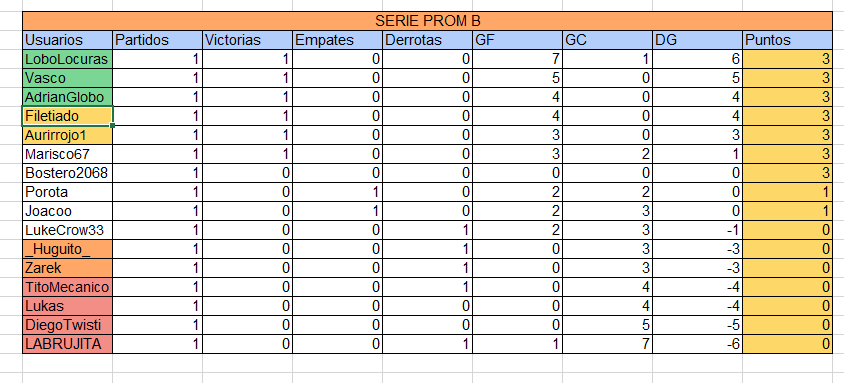 SERIE PROM B
Usuarios Partidos Victorias Empates Derrotas GF GC DG Puntos
LoboLocuras 1 1 0 0 7 1 6 3
Vasco 1 1 0 0 5 0 5 3
AdrianGlobo 1 1 0 0 4 0 4 3
Filetiado 1 1 0 0 4 0 4 3
Aurirrojo1 1 1 0 0 3 0 3 3
Marisco67 1 1 0 0 3 2 1 3
Bostero2068 1 0 0 0 0 0 0 3
Porota 1 0 1 0 2 2 0 1
Joacoo 1 0 1 0 2 3 0 1
LukeCrow33 1 0 0 1 2 3 -1 0
_Huguito_ 1 0 0 1 0 3 -3 0
Zarek 1 0 0 1 0 3 -3 0
TitoMecanico 1 0 0 1 0 4 -4 0
Lukas 1 0 0 0 0 4 -4 0
DiegoTwisti 1 0 0 0 0 5 -5 0
LABRUJITA 1 0 0 1 1 7 -6 0